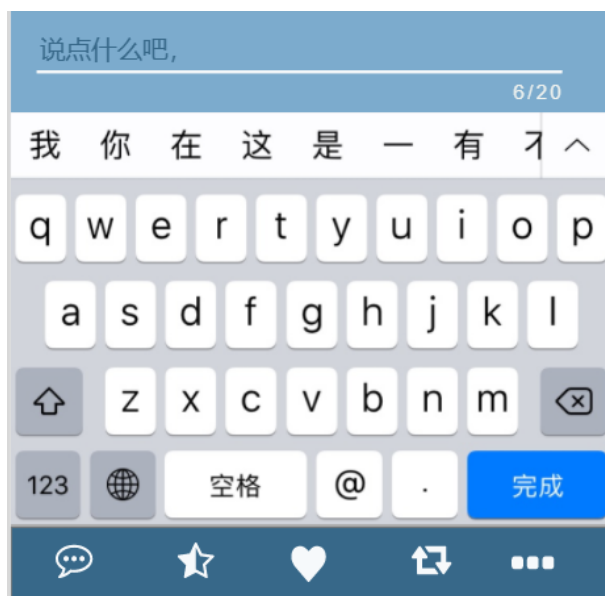 说点什么吧,
6/20
我 你 在 这 是 一 有
q w e r t y u i o p
a s d f g h j k l
z x c v b n m
123 空格 @ . 完成